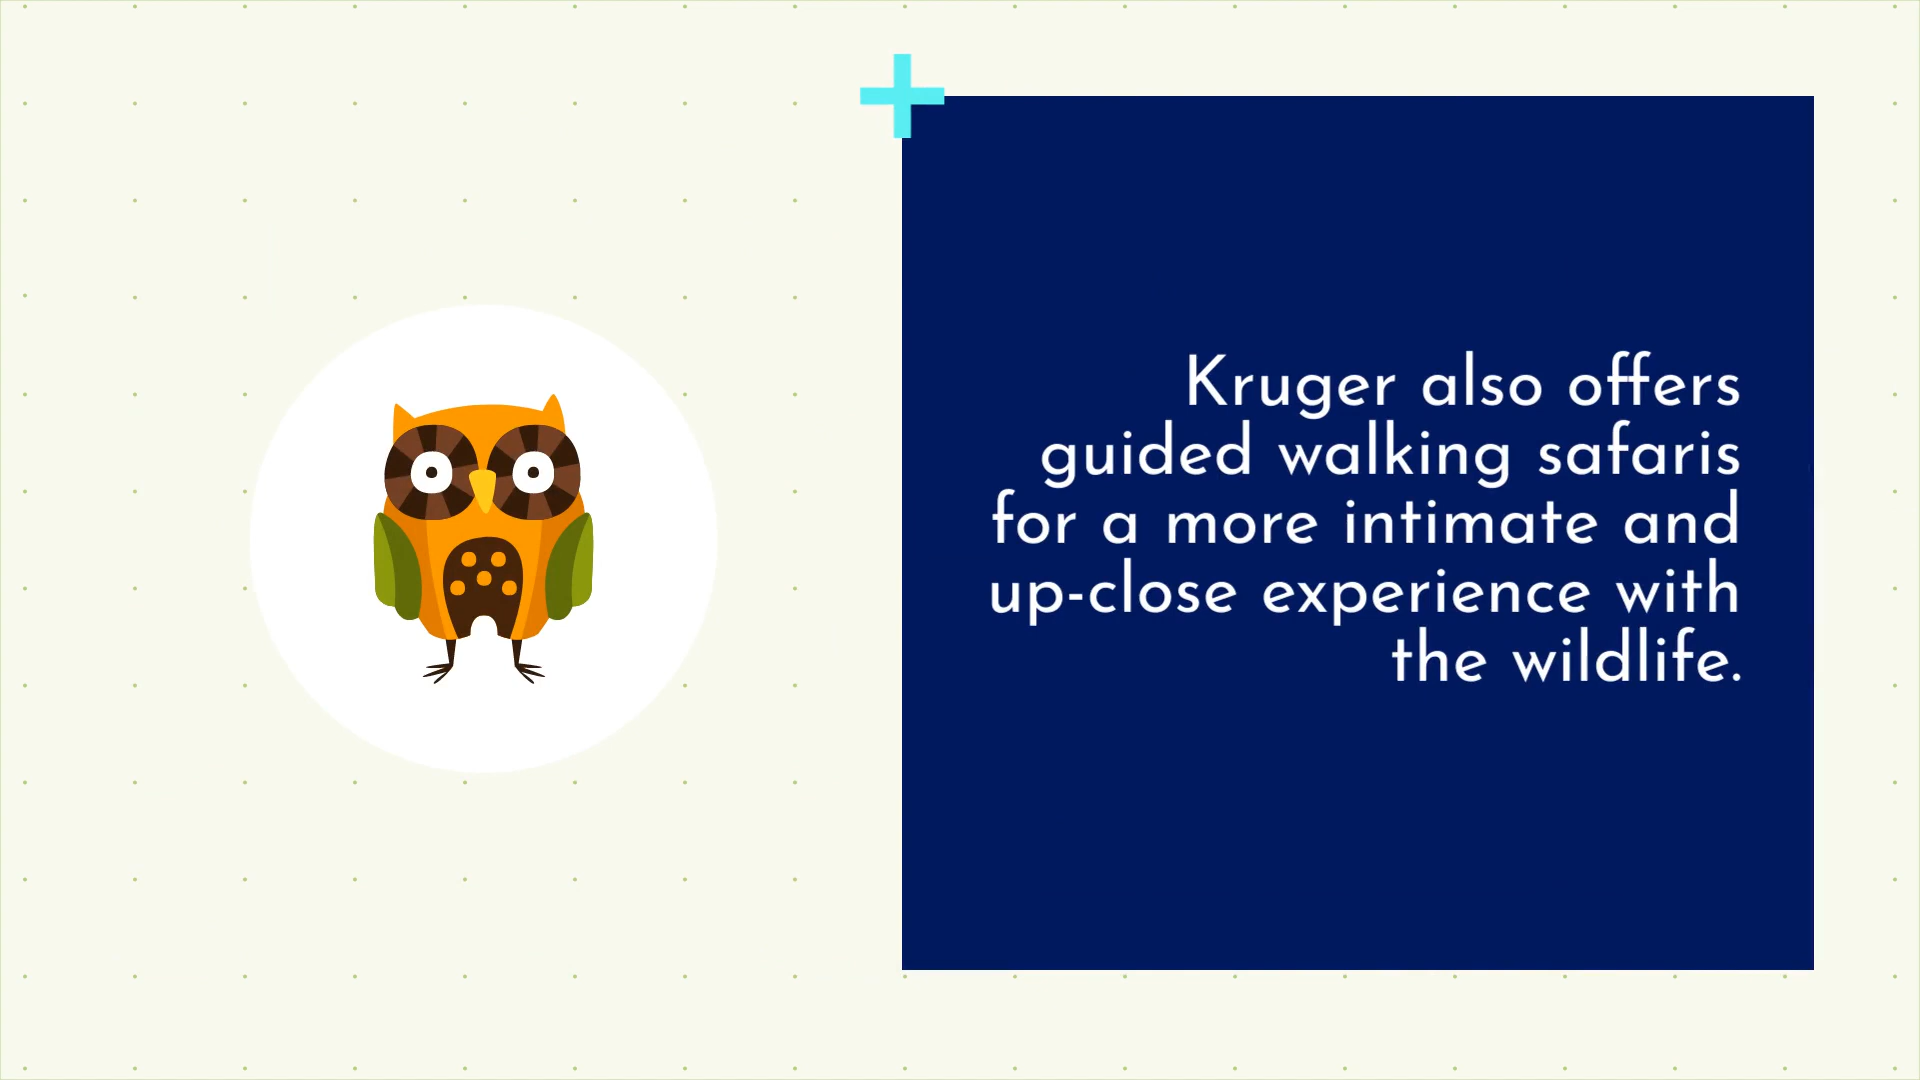 Kruger also offers
guided walking safaris
for a more intimate and
up-close experience with
the wildlife.